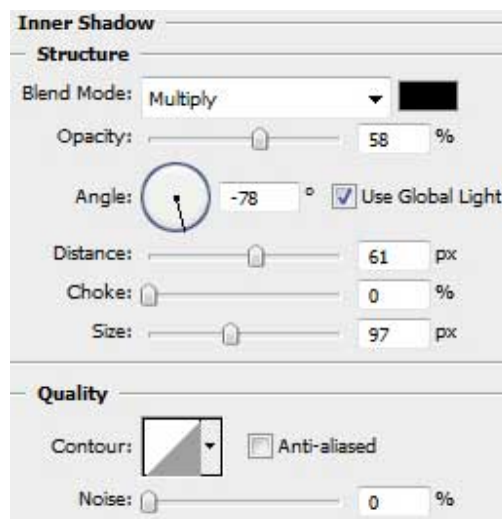 Inner Shadow
Structure
Blend Mode: Multiply
Opacity: 58 %
Angle: -78 ° Use Global Light
Distance: 61 px
Choke: 0 %
Size: 97 px
Quality
Contour: Anti-aliased
Noise: 0 %